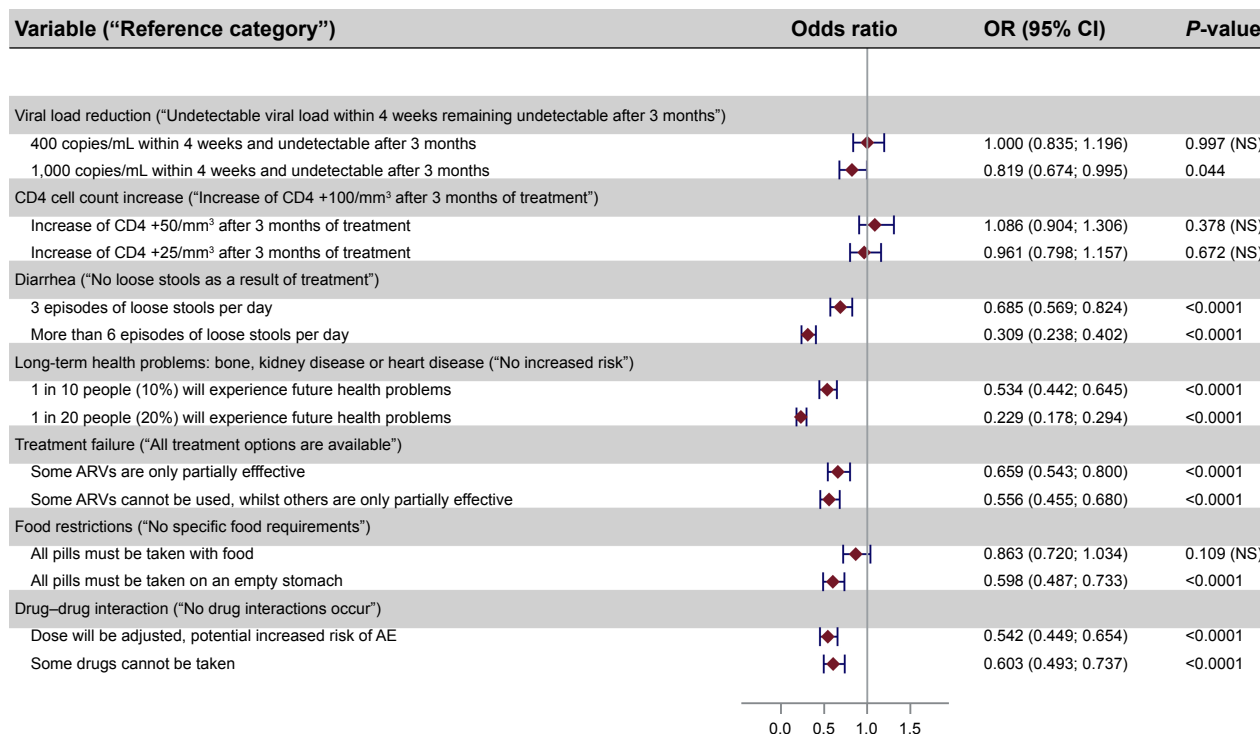 Variable (“Reference category”) Odds ratio OR (95% CI) P-value
Viral load reduction (“Undetectable viral load within 4 weeks remaining undetectable after 3 months”)
400 copies/mL within 4 weeks and undetectable after 3 months 1.000 (0.835; 1.196) 0.997 (NS)
1,000 copies/mL within 4 weeks and undetectable after 3 months 0.819 (0.674; 0.995) 0.044
CD4 cell count increase (“Increase of CD4 +100/mm³ after 3 months of treatment”)
Increase of CD4 +50/mm³ after 3 months of treatment 1.086 (0.904; 1.306) 0.378 (NS)
Increase of CD4 +25/mm³ after 3 months of treatment 0.961 (0.798; 1.157) 0.672 (NS)
Diarrhea (“No loose stools as a result of treatment”)
3 episodes of loose stools per day 0.685 (0.569; 0.824) <0.0001
More than 6 episodes of loose stools per day 0.309 (0.238; 0.402) <0.0001
Long-term health problems: bone, kidney disease or heart disease (“No increased risk”)
1 in 10 people (10%) will experience future health problems 0.534 (0.442; 0.645) <0.0001
1 in 20 people (20%) will experience future health problems 0.229 (0.178; 0.294) <0.0001
Treatment failure (“All treatment options are available”)
Some ARVs are only partially efffective 0.659 (0.543; 0.800) <0.0001
Some ARVs cannot be used, whilst others are only partially effective 0.556 (0.455; 0.680) <0.0001
Food restrictions (“No specific food requirements”)
All pills must be taken with food 0.863 (0.720; 1.034) 0.109 (NS)
All pills must be taken on an empty stomach 0.598 (0.487; 0.733) <0.0001
Drug–drug interaction (“No drug interactions occur”)
Dose will be adjusted, potential increased risk of AE 0.542 (0.449; 0.654) <0.0001
Some drugs cannot be taken 0.603 (0.493; 0.737) <0.0001
0.0 0.5 1.0 1.5